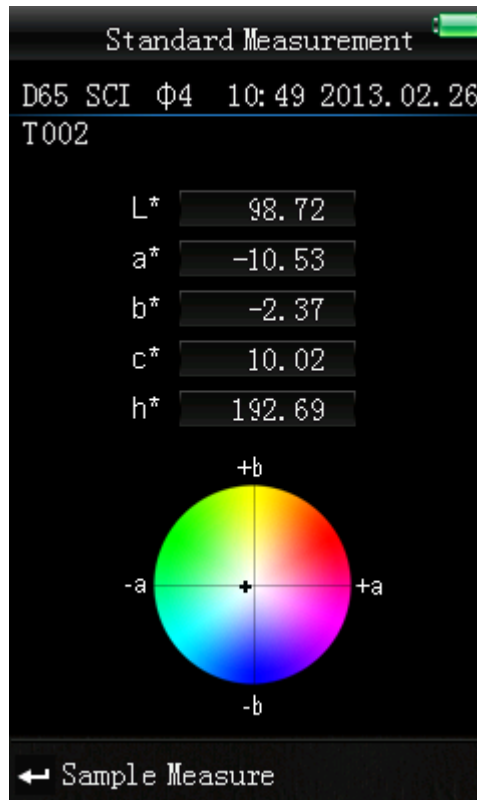 Standard Measurement
D65 SCI Φ4 10:49 2013.02.26
T002
L* 98.72
a* -10.53
b* -2.37
c* 10.02
h* 192.69
+b
-a +a
-b
Sample Measure